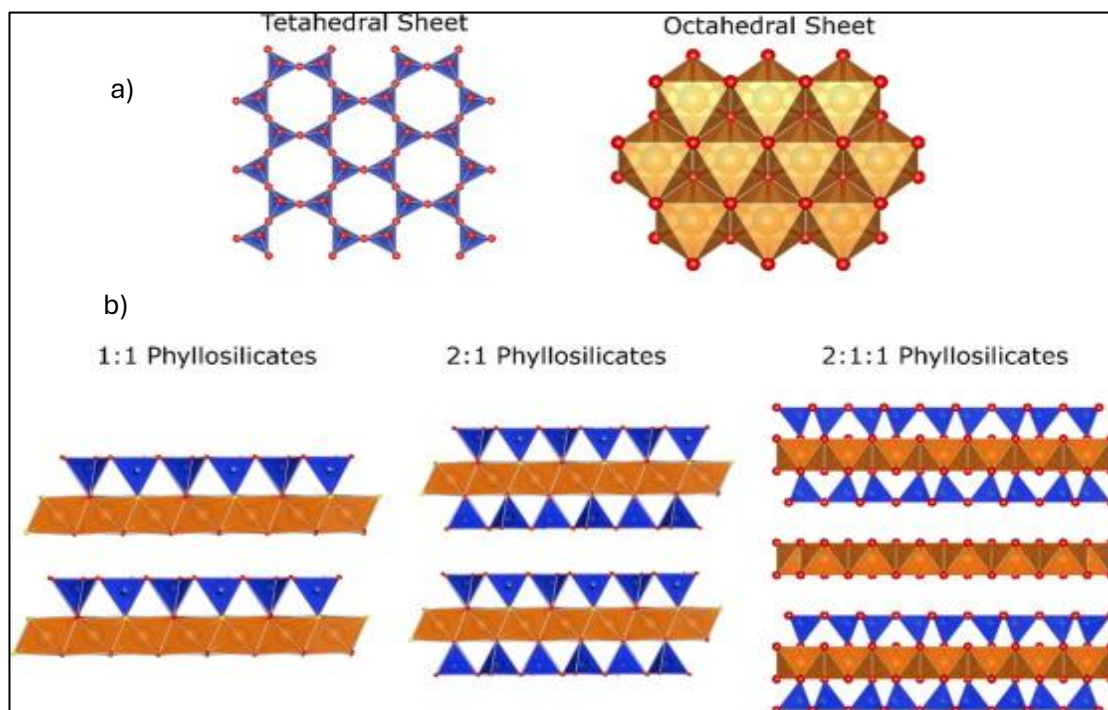 Tetahedral Sheet
Octahedral Sheet
a)
b)
1:1 Phyllosilicates
2:1 Phyllosilicates
2:1:1 Phyllosilicates